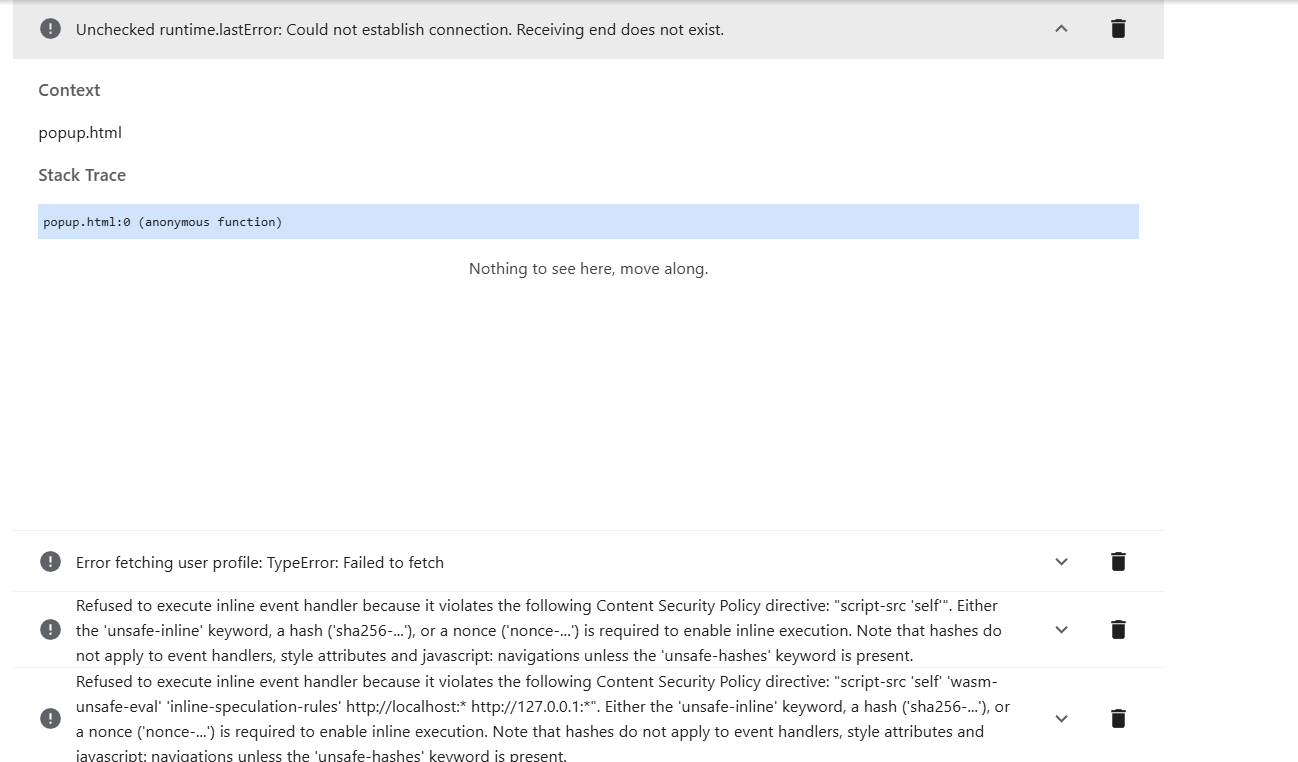 Unchecked runtime.lastError: Could not establish connection. Receiving end does not exist.
Context
popup.html
Stack Trace
popup.html:0 (anonymous function)
Nothing to see here, move along.
Error fetching user profile: TypeError: Failed to fetch
Refused to execute inline event handler because it violates the following Content Security Policy directive: "script-src 'self'". Either
the 'unsafe-inline' keyword, a hash ('sha256-...'), or a nonce ('nonce-...') is required to enable inline execution. Note that hashes do
not apply to event handlers, style attributes and javascript: navigations unless the 'unsafe-hashes' keyword is present.
Refused to execute inline event handler because it violates the following Content Security Policy directive: "script-src 'self' 'wasm-
unsafe-eval' 'inline-speculation-rules' http://localhost:* http://127.0.0.1:*". Either the 'unsafe-inline' keyword, a hash ('sha256-...'), or
a nonce ('nonce-...') is required to enable inline execution. Note that hashes do not apply to event handlers, style attributes and
javascript: navigations unless the 'unsafe-hashes' keyword is present.